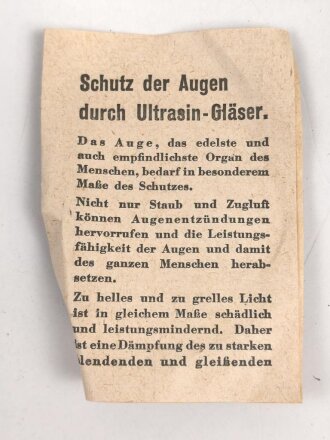 Schutz der Augen
durch Ultrasin-Gläser.
Das Auge, das edelste und
auch empfindlichste Organ des
Menschen, bedarf in besonderem
Maße des Schutzes.
Nicht nur Staub und Zugluft
können Augenentzündungen
hervorrufen und die Leistungs-
fähigkeit der Augen und damit
des ganzen Menschen herab-
setzen.
Zu helles und zu grelles Licht
ist in gleichem Maße schädlich
und leistungsmindernd. Daher
ist eine Dämpfung des zu starken
blendenden und gleißenden